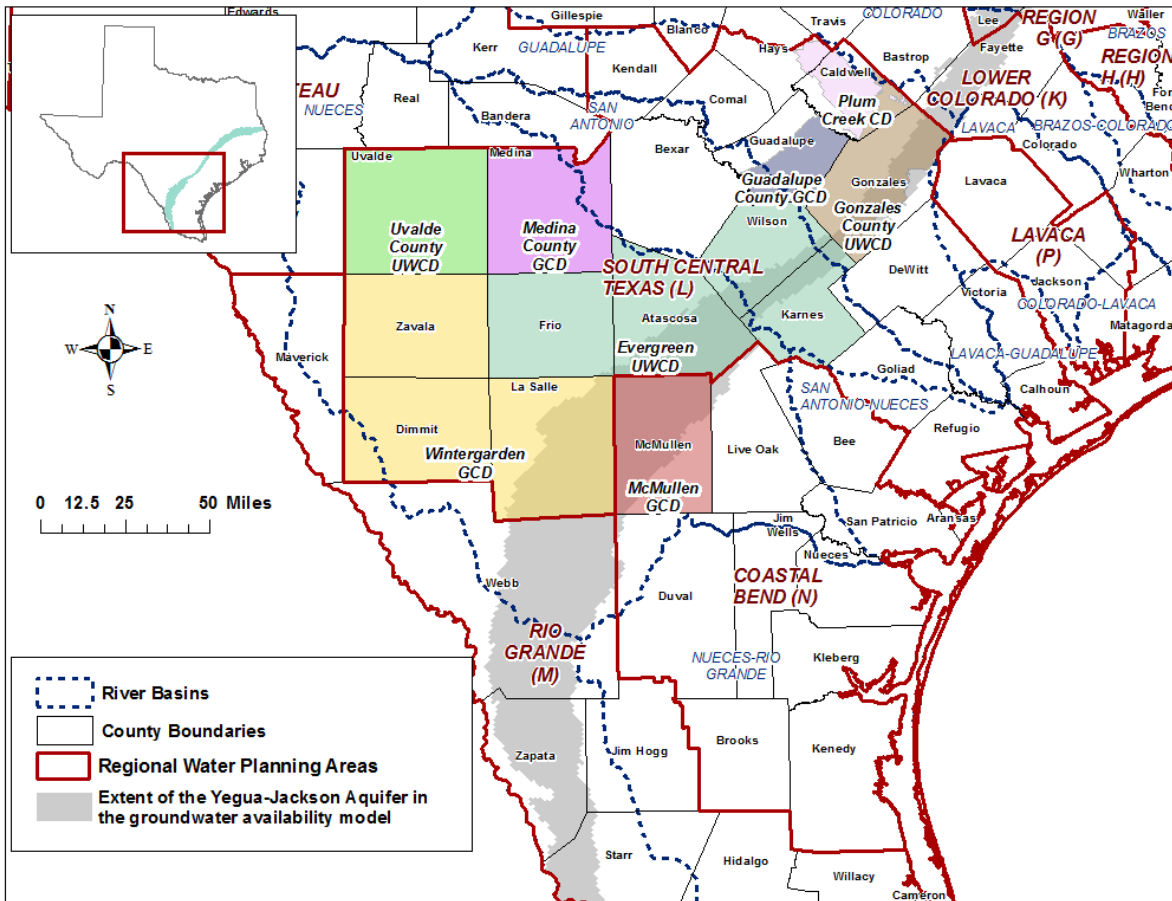 Edwards
Gillespie
Blanco
Travis
COLORADO
Lee
REGION
G (G)
Waller
BRAZOS
Kerr
GUADALUPE
Hays
Bastrop
Fayette
REGION
H (H)
Kendall
Caldwell
LOWER
COLORADO (K)
For
Bend
TEAU
NUECES
Real
Bandera
SAN
ANTONIO
Comal
Plum
Creek CD
LAVACA
BRAZOS-COLORADO
Colorado
Uvalde
Medina
Bexar
Guadalupe
Wharton
Guadalupe
County GCD
Gonzales
Lavaca
Uvalde
County
UWCD
Medina
County
GCD
Wilson
Gonzales
County
UWCD
LAVACA
(P)
SOUTH CENTRAL
TEXAS (L)
DeWitt
Jackson
Victoria
COLORADO-LAVACA
N
W
E
S
Zavala
Frio
Atascosa
Karnes
Matagorda
Maverick
Evergreen
UWCD
LAVACA-GUADALUPE
La Salle
Goliad
Calhoun
SAN
ANTONIO-NUECES
Dimmit
Wintergarden
GCD
McMullen
Live Oak
Bee
Refugio
McMullen
GCD
0 12.5 25 50 Miles
Jim
Wells
San Patricio
Aransas
Nueces
Webb
Duval
COASTAL
BEND (N)
RIO
GRANDE
(M)
NUECES-RIO
GRANDE
Kleberg
Zapata
Jim Hogg
Brooks
Kenedy
Starr
Hidalgo
Willacy
Cameron
River Basins
County Boundaries
Regional Water Planning Areas
Extent of the Yegua-Jackson Aquifer in
the groundwater availability model